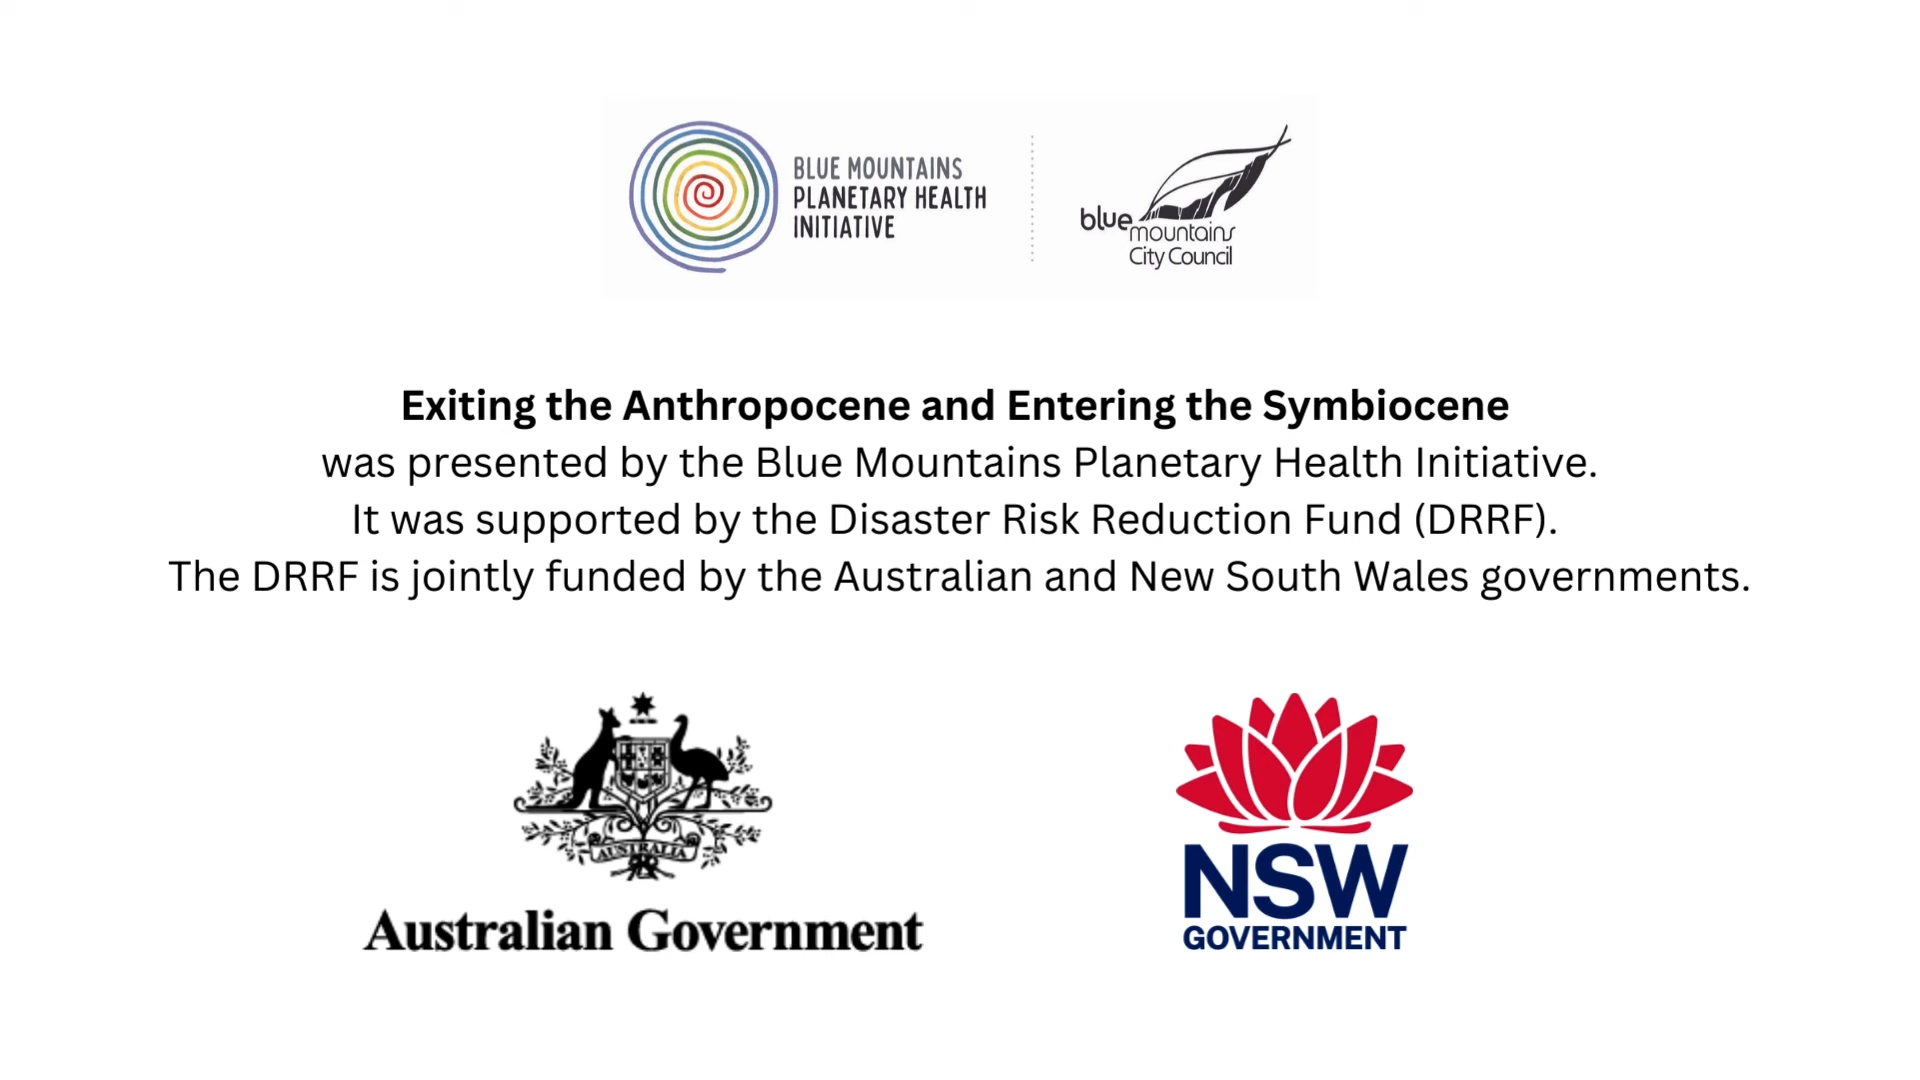 BLUE MOUNTAINS
PLANETARY HEALTH
INITIATIVE
blue
mountains
City Council
Exiting the Anthropocene and Entering the Symbiocene
was presented by the Blue Mountains Planetary Health Initiative.
It was supported by the Disaster Risk Reduction Fund (DRRF).
The DRRF is jointly funded by the Australian and New South Wales governments.
AUSTRALIA
Australian Government
NSW
GOVERNMENT